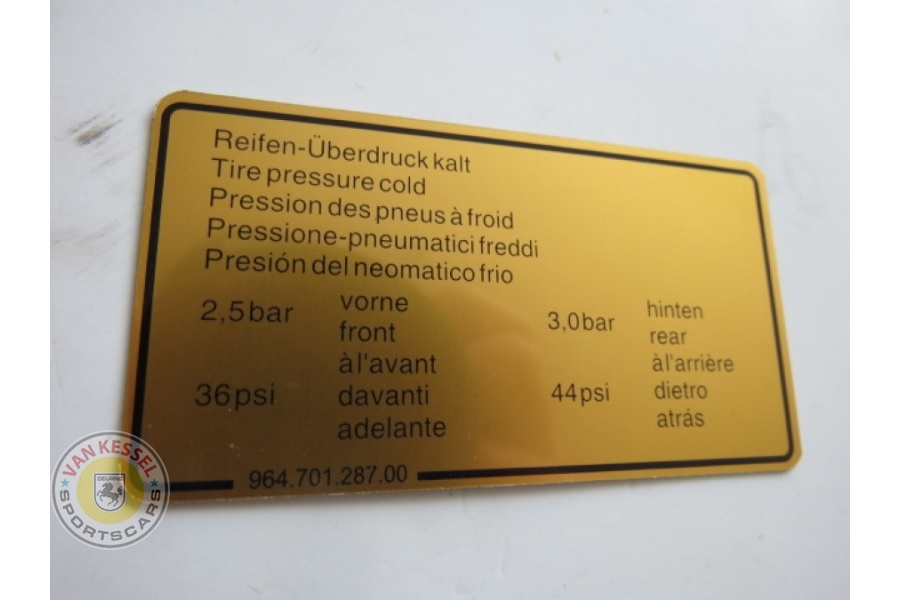 Reifen-Überdruck kalt
Tire pressure cold
Pression des pneus à froid
Pressione-pneumatici freddi
Presión del neomatico frio
2,5 bar
vorne
front
à l'avant
36 psi
davanti
adelante
3,0 bar
hinten
rear
à l'arrière
44 psi
dietro
atrás
964.701.287.00
VAN KESSEL
DEURNE
SPORTSCARS